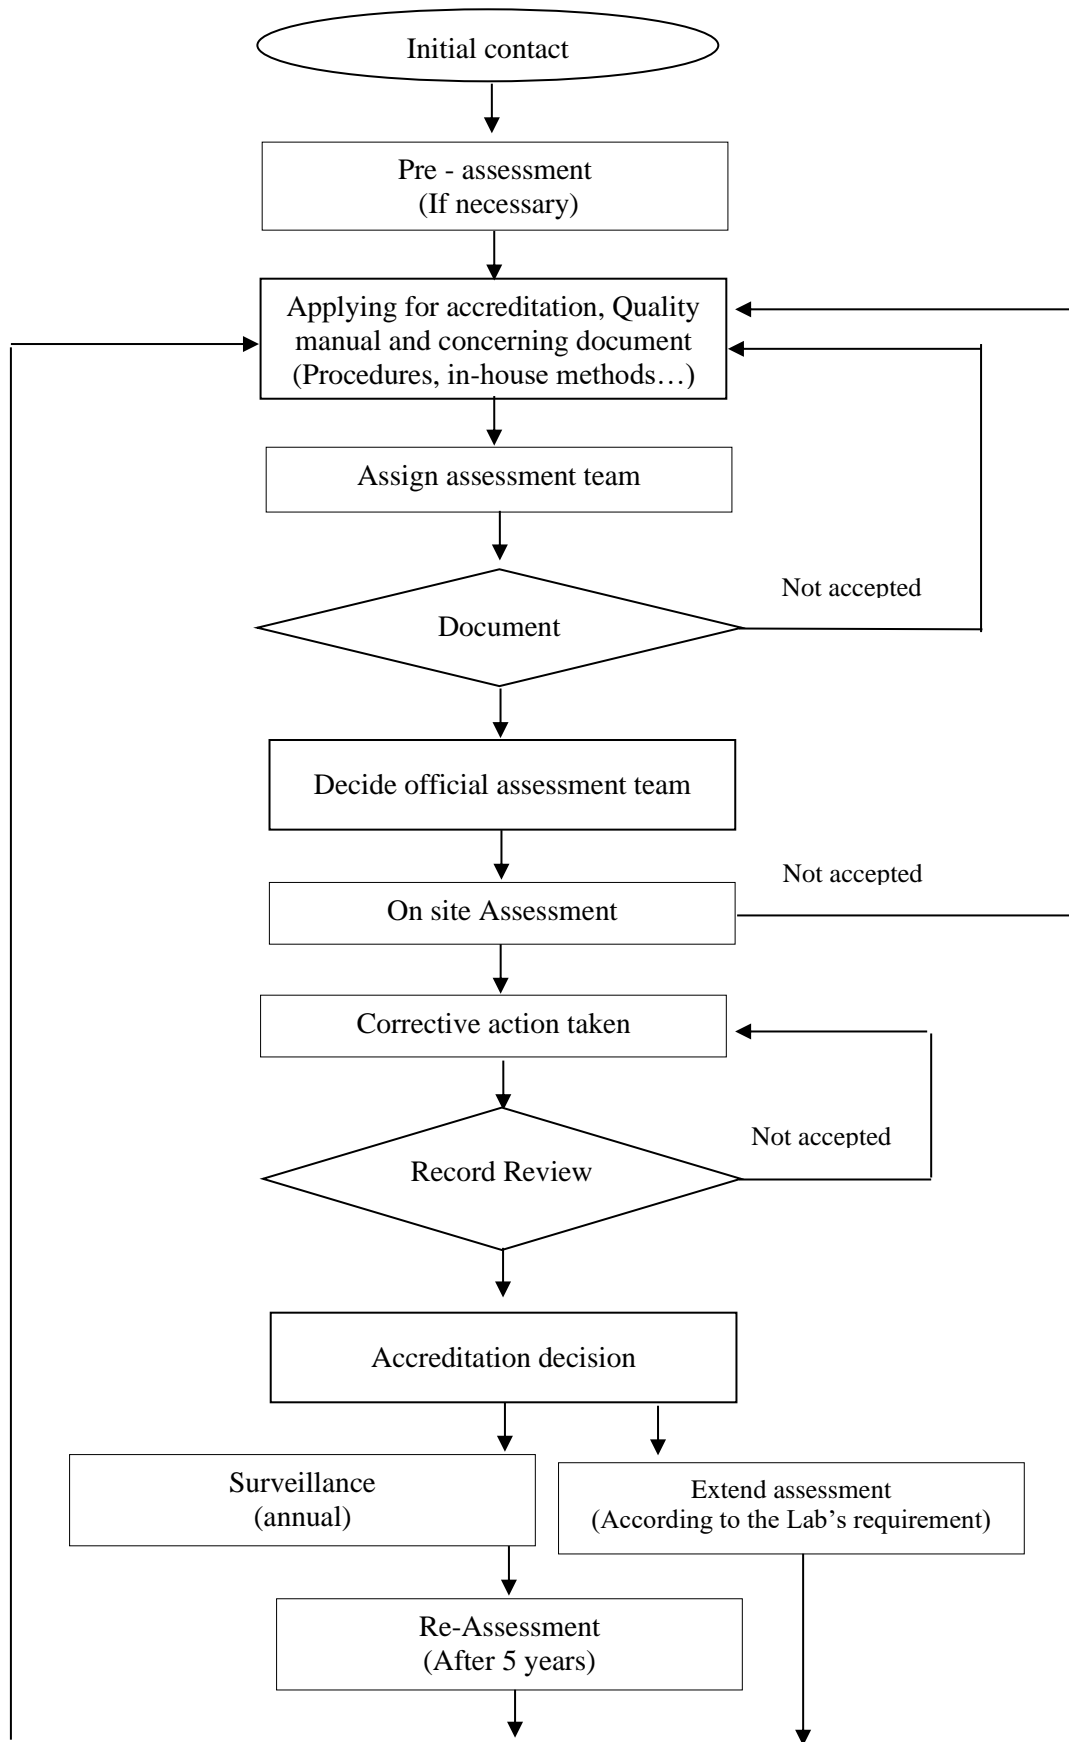 Initial contact
Pre - assessment
(If necessary)
Applying for accreditation, Quality
manual and concerning document
(Procedures, in-house methods…)
Assign assessment team
Not accepted
Document
Decide official assessment team
Not accepted
On site Assessment
Corrective action taken
Not accepted
Record Review
Accreditation decision
Surveillance
(annual)
Extend assessment
(According to the Lab’s requirement)
Re-Assessment
(After 5 years)